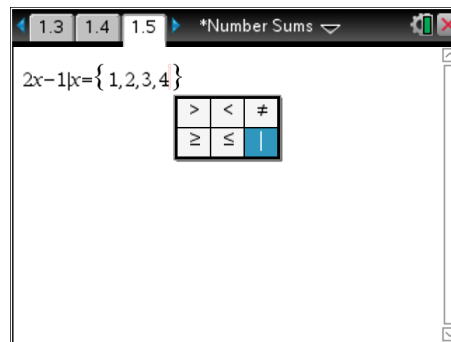 1.3 1.4 1.5 *Number Sums
2x−1|x={1,2,3,4}
> < ≠
≥ ≤ |